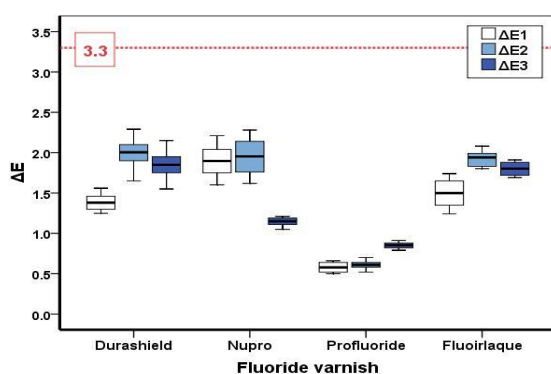 3.5
3.3
3.0
2.5
2.0
1.5
1.0
0.5
0.0
ΔE
ΔE1
ΔE2
ΔE3
Durashield Nupro Profluoride Fluoirlaque
Fluoride varnish